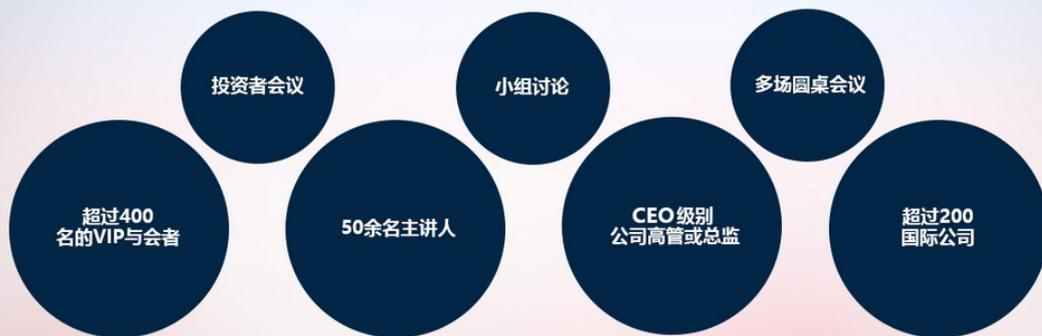 投资者会议
小组讨论
多场圆桌会议
超过400
名的VIP与会者
50余名主讲人
CEO级别
公司高管或总监
超过200
国际公司